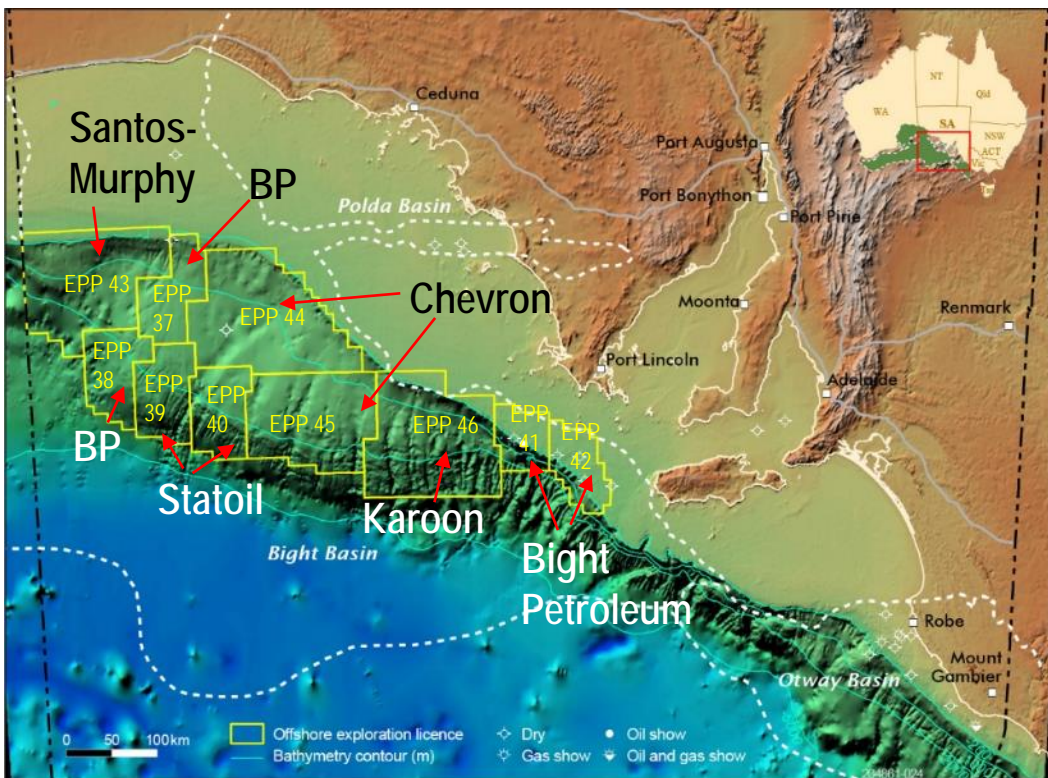 Ceduna
Santos-
Murphy
BP
Port Augusta
Port Bonython
Port Pirie
Polda Basin
WA
NT
Qld
SA
NSW
ACT
Vic
Tas
EPP 43
EPP
37
EPP 44
Chevron
Moonta
Renmark
EPP
38
EPP
39
EPP
40
EPP 45
EPP 46
EPP
41
EPP
42
Port Lincoln
Adelaide
BP
Statoil
Karoon
Bight
Petroleum
Bight Basin
Robe
Mount
Gambier
Otway Basin
0 50 100km
Offshore exploration licence
Bathymetry contour (m)
Dry
Gas show
Oil show
Oil and gas show
204861-024